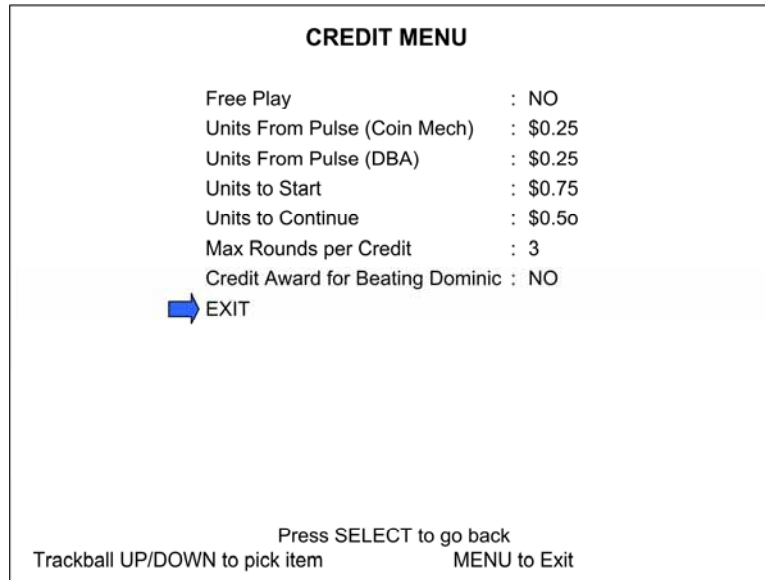 CREDIT MENU
Free Play : NO
Units From Pulse (Coin Mech) : $0.25
Units From Pulse (DBA) : $0.25
Units to Start : $0.75
Units to Continue : $0.5o
Max Rounds per Credit : 3
Credit Award for Beating Dominic : NO
EXIT
Press SELECT to go back
Trackball UP/DOWN to pick item MENU to Exit